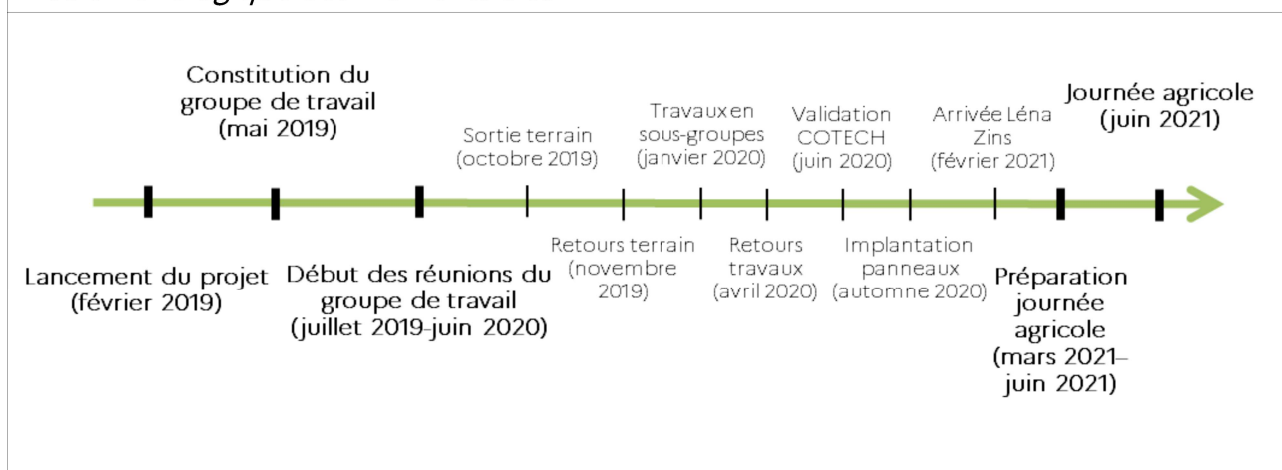 Constitution du
groupe de travail
(mai 2019)
Sortie terrain
(octobre 2019)
Travaux en
sous-groupes
(janvier 2020)
Validation
COTECH
(juin 2020)
Arrivée Léna
Zins
(février 2021)
Journée agricole
(juin 2021)
Lancement du projet
(février 2019)
Début des réunions du
groupe de travail
(juillet 2019-juin 2020)
Retours terrain
(novembre
2019)
Retours
travaux
(avril 2020)
Implantation
panneaux
(automne 2020)
Préparation
journée
agricole
(mars 2021–
juin 2021)